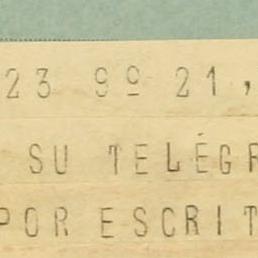 23 9º 21,
SU TELÉGR
POR ESCRIT